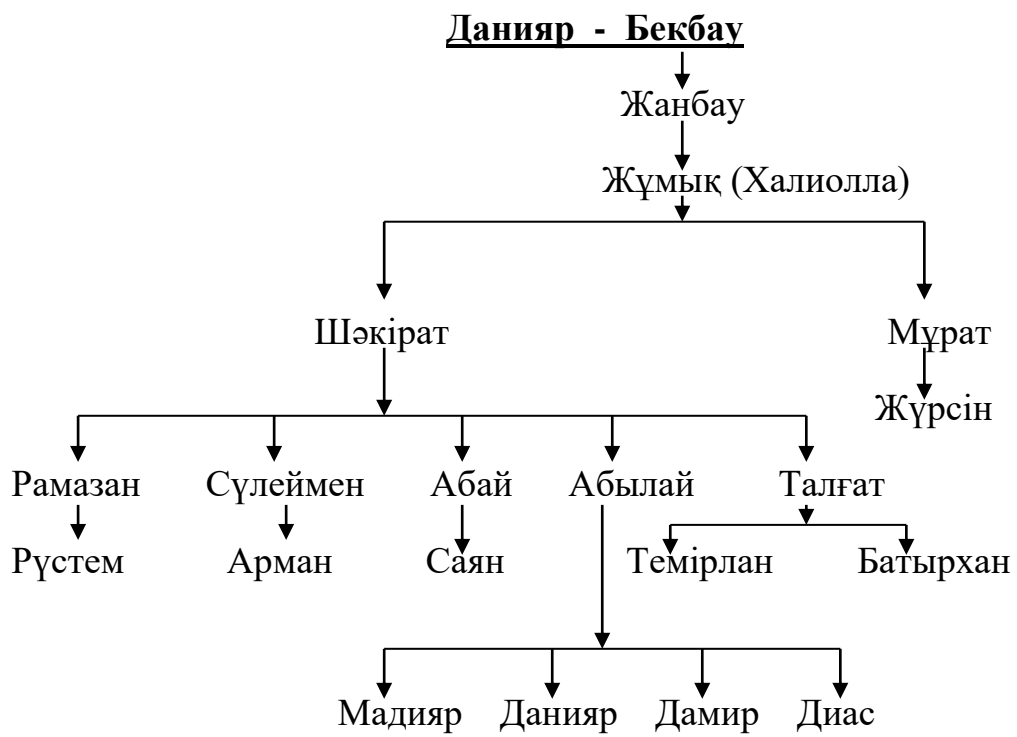 Данияр - Бекбау
Жанбау
Жұмық (Халиолла)
Шәкірат Мұрат
Жүрсін
Рамазан Сүлеймен Абай Абылай Талғат
Рүстем Арман Саян Темірлан Батырхан
Мадияр Данияр Дамир Диас